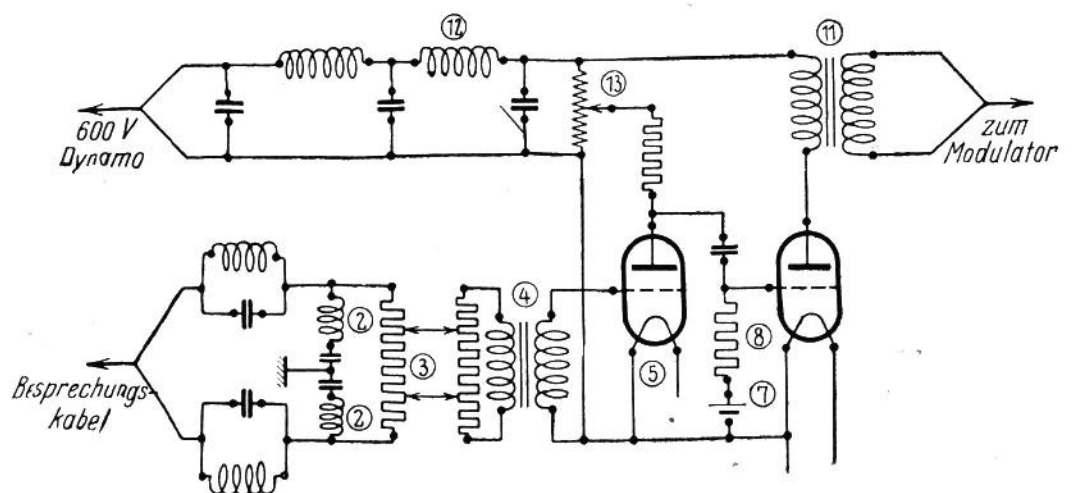 12
11
13
600 V
Dynamo
zum
Modulator
4
2
3
8
5
7
2
Besprechungs-
kabel